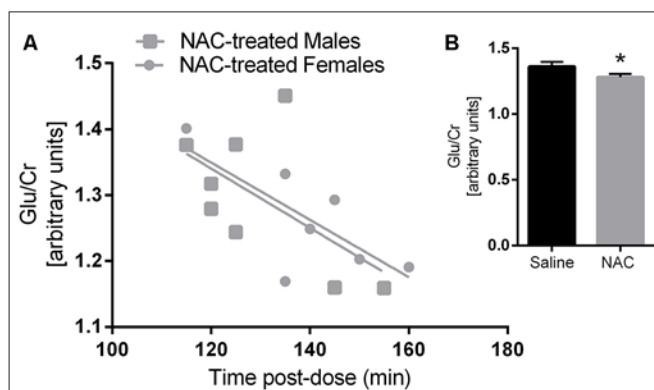 A
NAC-treated Males
NAC-treated Females
Glu/Cr
[arbitrary units]
1.5
1.4
1.3
1.2
1.1
100
120
140
160
180
Time post-dose (min)
B
Glu/Cr
[arbitrary units]
1.5
1.0
0.5
0.0
*
Saline
NAC